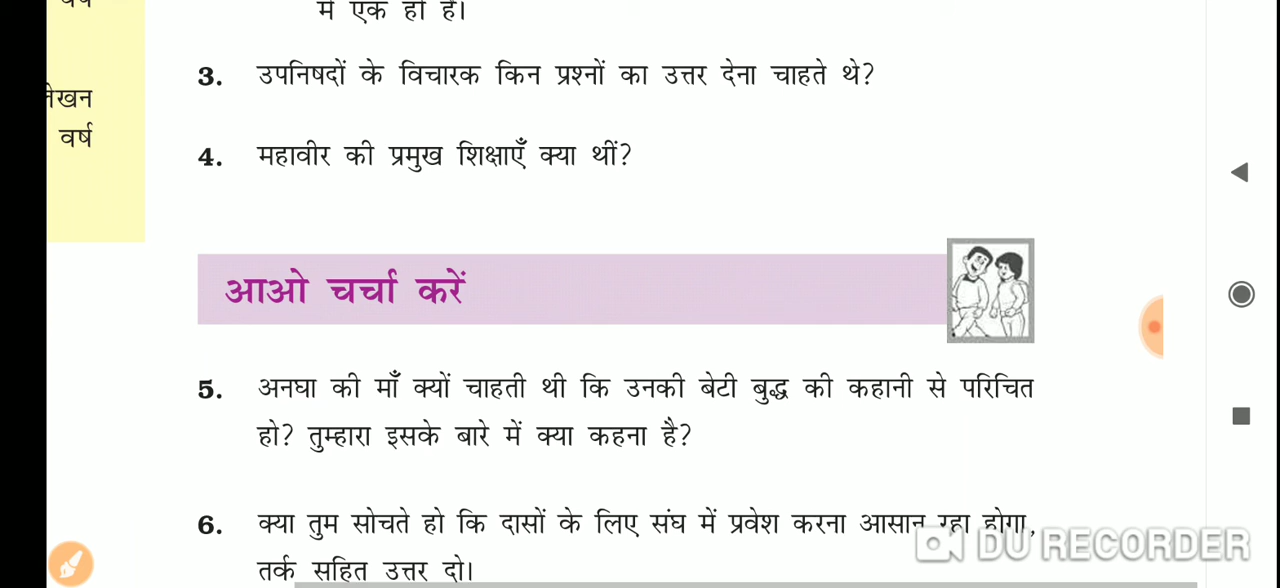 वर्ष
में एक ही है।
3. उपनिषदों के विचारक किन प्रश्नों का उत्तर देना चाहते थे?
लेखन
वर्ष
4. महावीर की प्रमुख शिक्षाएँ क्या थीं?
आओ चर्चा करें
5. अनघा की माँ क्यों चाहती थी कि उनकी बेटी बुद्ध की कहानी से परिचित
हो? तुम्हारा इसके बारे में क्या कहना है?
6. क्या तुम सोचते हो कि दासों के लिए संघ में प्रवेश करना आसान रहा होगा,
तर्क सहित उत्तर दो।
DU RECORDER